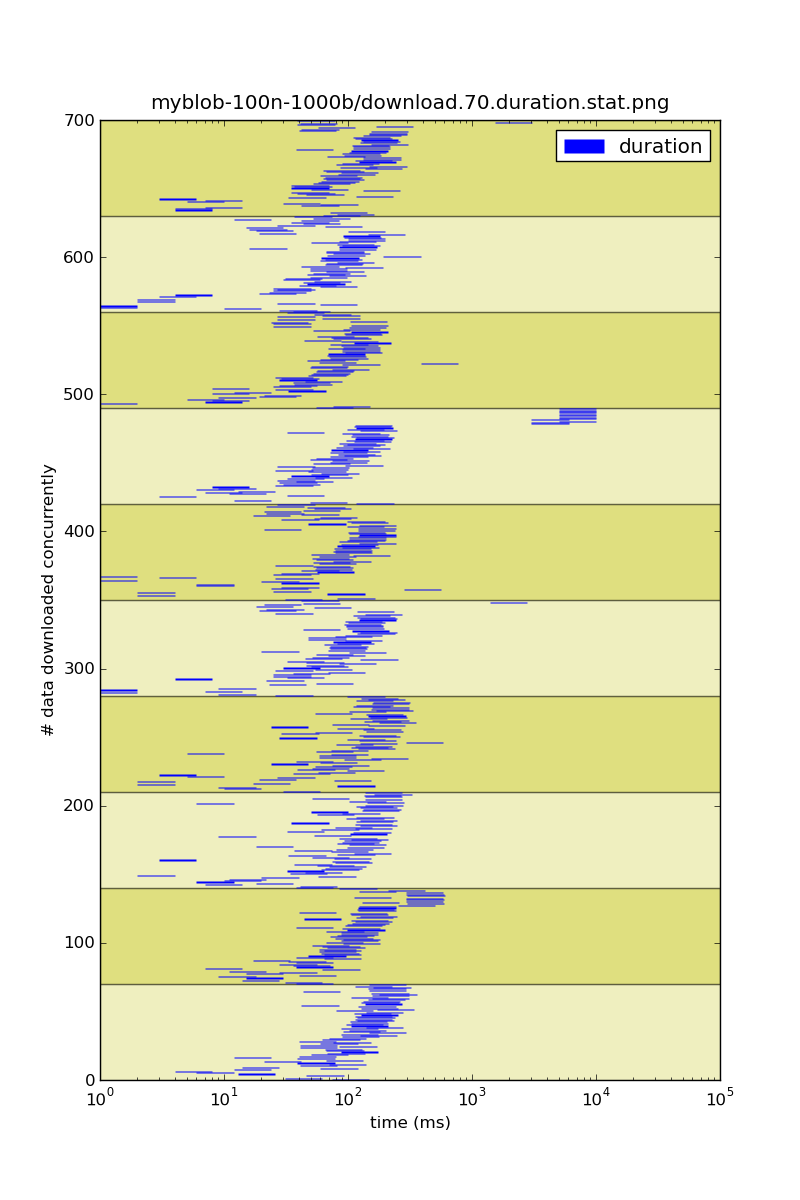 myblob-100n-1000b/download.70.duration.stat.png
duration
700
600
500
400
300
200
100
0
# data downloaded concurrently
10^0 10^1 10^2 10^3 10^4 10^5
time (ms)